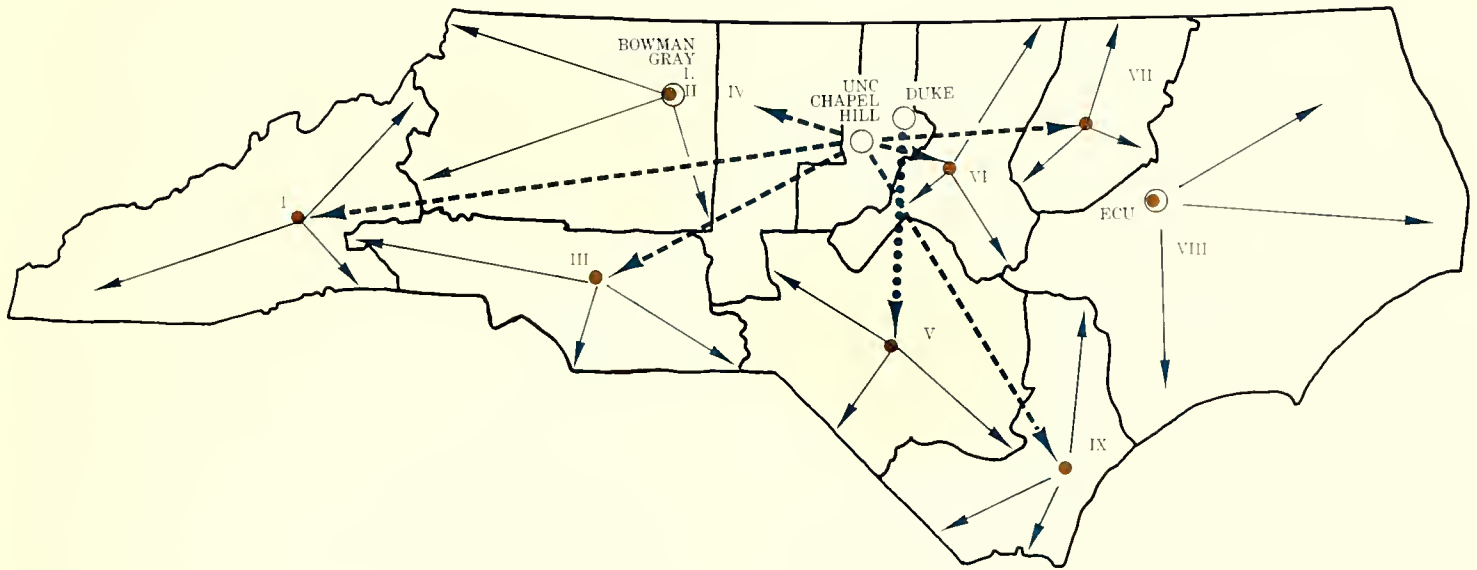 BOWMAN
GRAY
I.
II
IV
UNC
CHAPEL
HILL
DUKE
VII
VI
I
III
ECU
VIII
V
IX